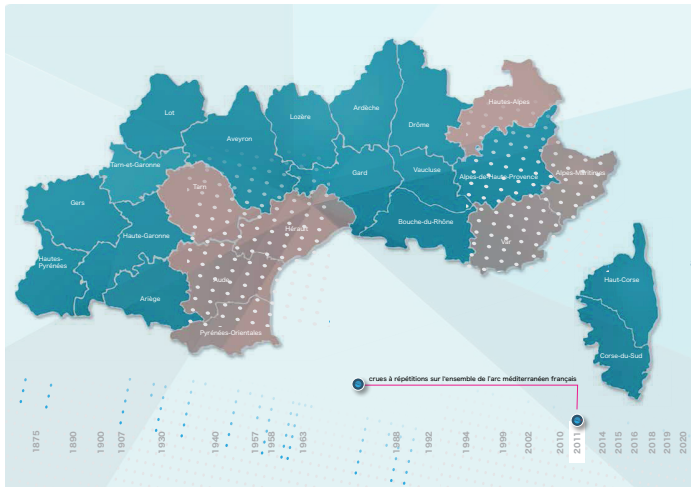 Hautes-Alpes
Ardèche
Lot
Lozère
Drôme
Aveyron
Tarn-et-Garonne
Gard
Vaucluse
Alpes-de-Haute-Provence
Alpes-Maritimes
Tarn
Gers
Bouche-du-Rhône
Hérault
Haute-Garonne
Var
Hautes-
Pyrénées
Aude
Haut-Corse
Ariège
Pyrénées-Orientales
Corse-du-Sud
crues à répétitions sur l'ensemble de l'arc méditerranéen français
1875
1890
1900
1907
1930
1940
1957
1958
1963
1988
1992
1994
1999
2002
2010
2011
2014
2015
2016
2018
2019
2020